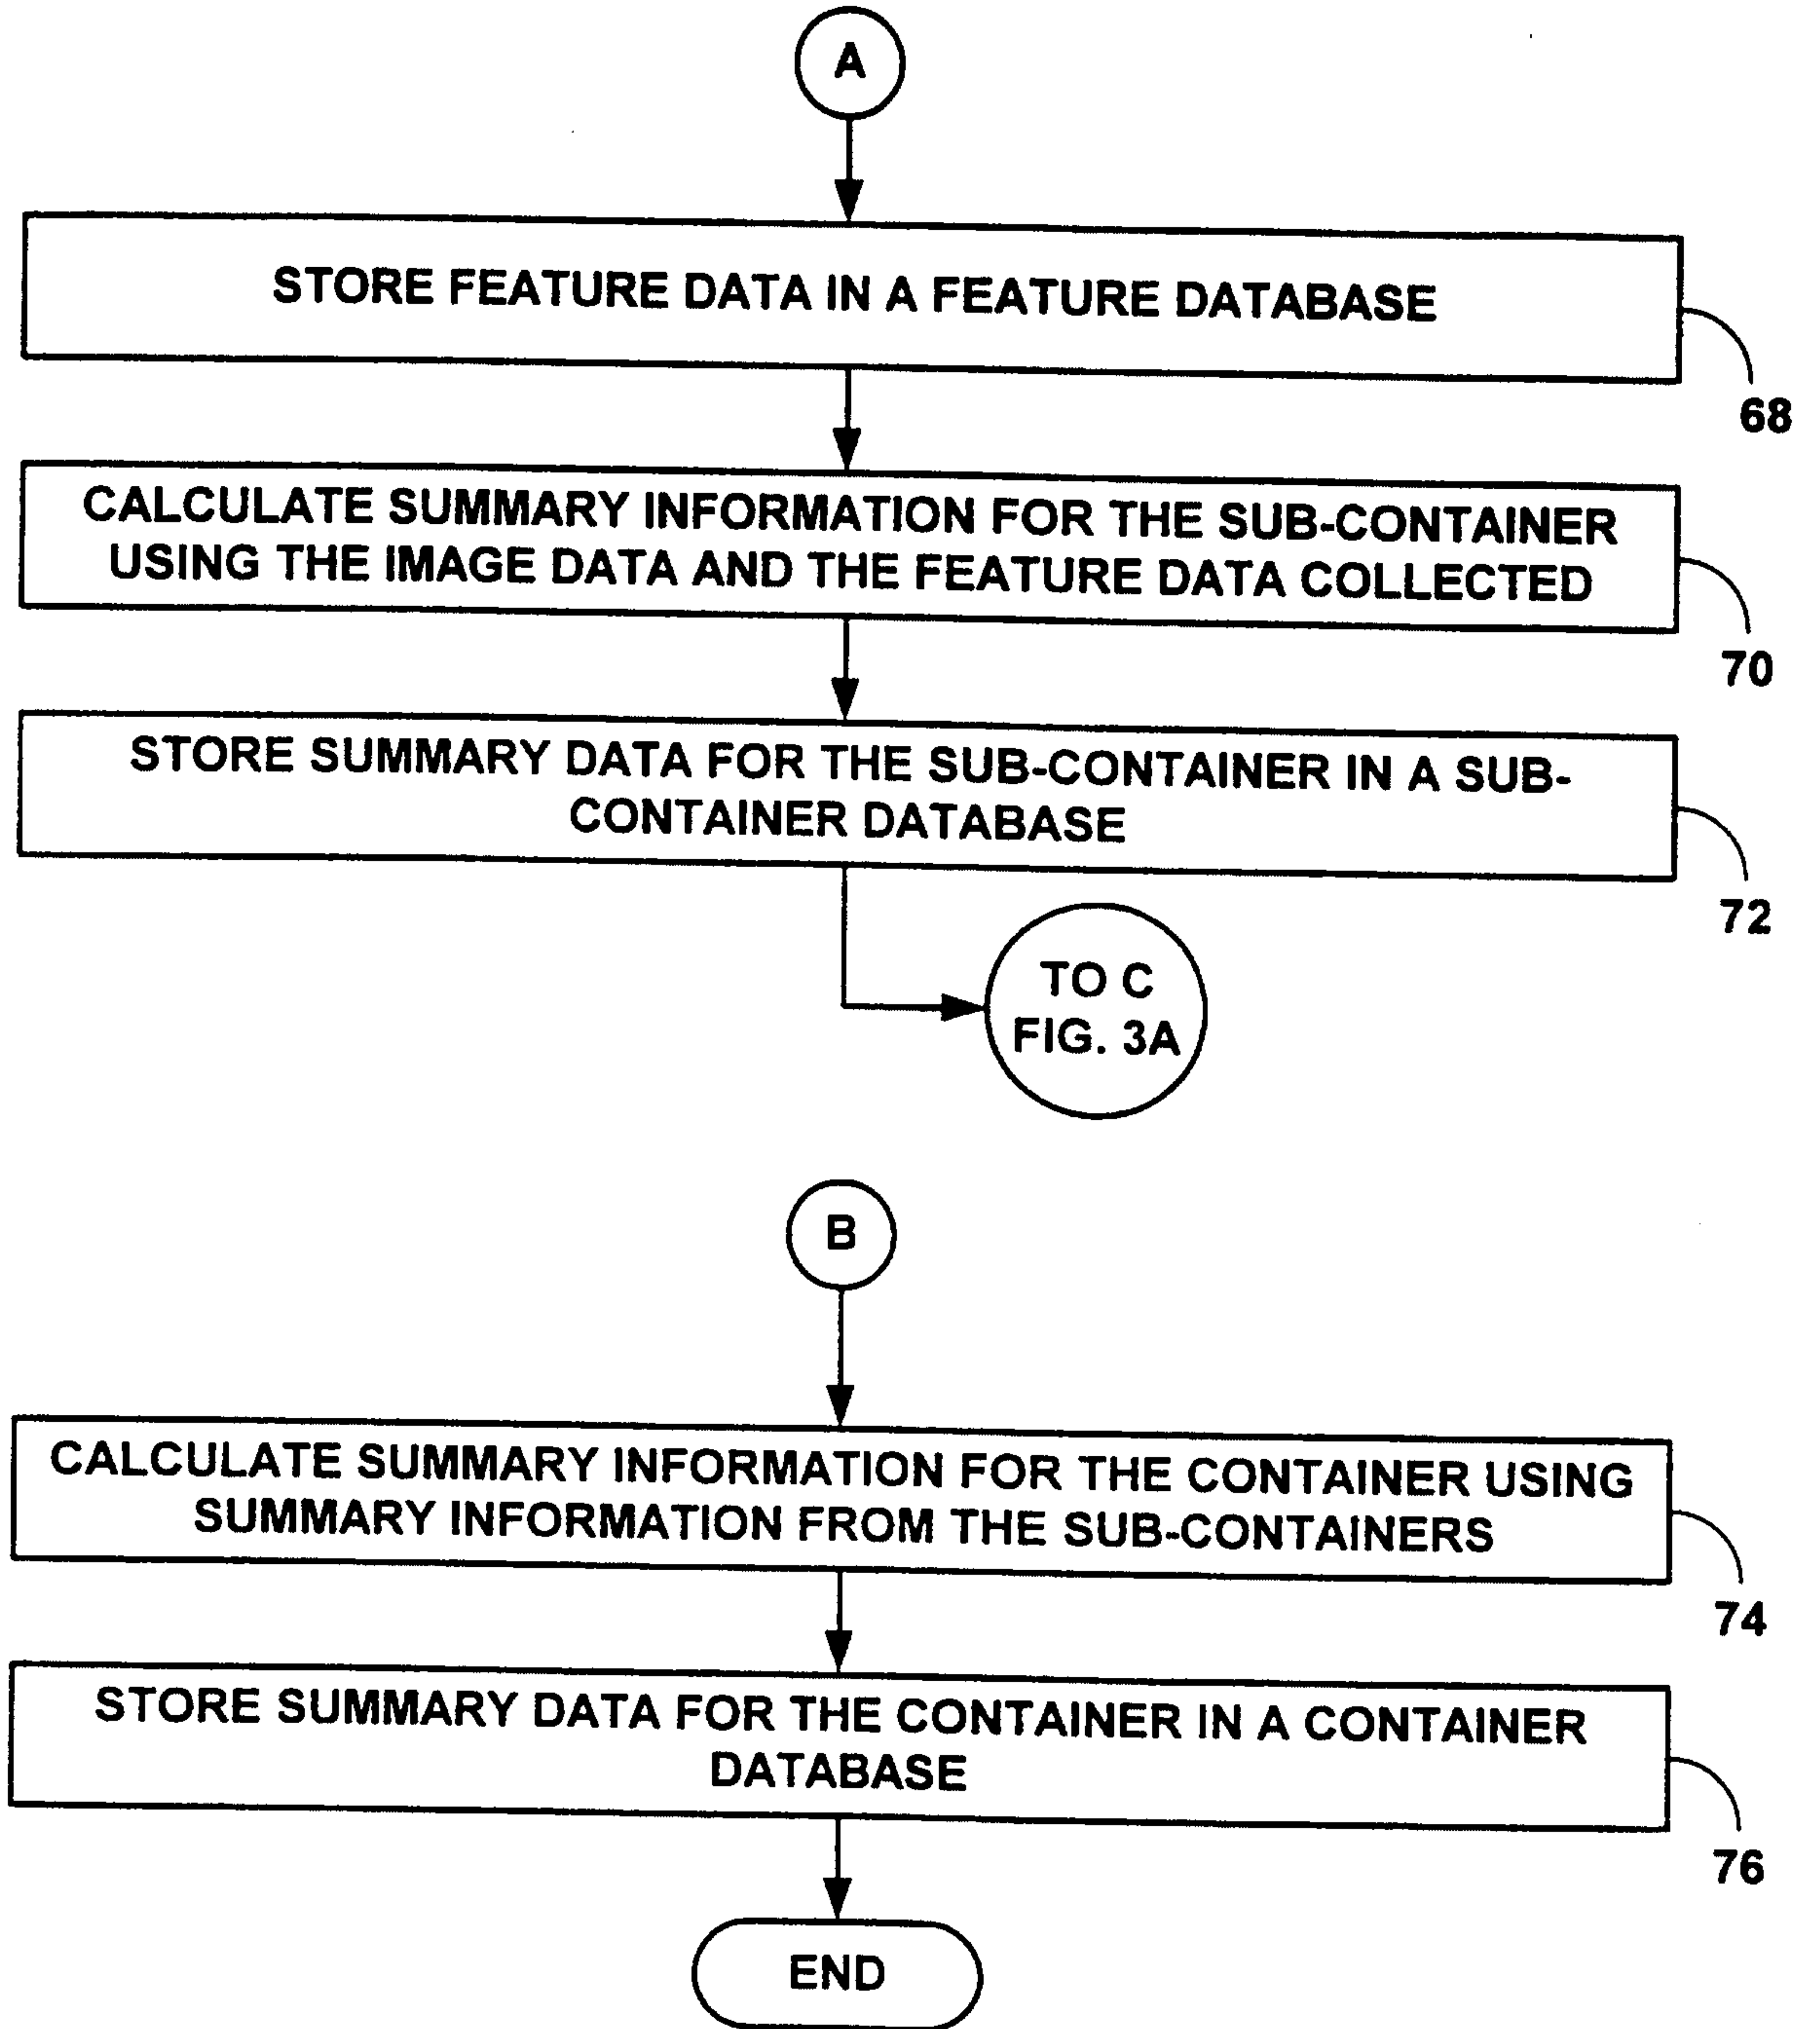 A
STORE FEATURE DATA IN A FEATURE DATABASE
68
CALCULATE SUMMARY INFORMATION FOR THE SUB-CONTAINER
USING THE IMAGE DATA AND THE FEATURE DATA COLLECTED
70
STORE SUMMARY DATA FOR THE SUB-CONTAINER IN A SUB-
CONTAINER DATABASE
72
TO C
FIG. 3A
B
CALCULATE SUMMARY INFORMATION FOR THE CONTAINER USING
SUMMARY INFORMATION FROM THE SUB-CONTAINERS
74
STORE SUMMARY DATA FOR THE CONTAINER IN A CONTAINER
DATABASE
76
END